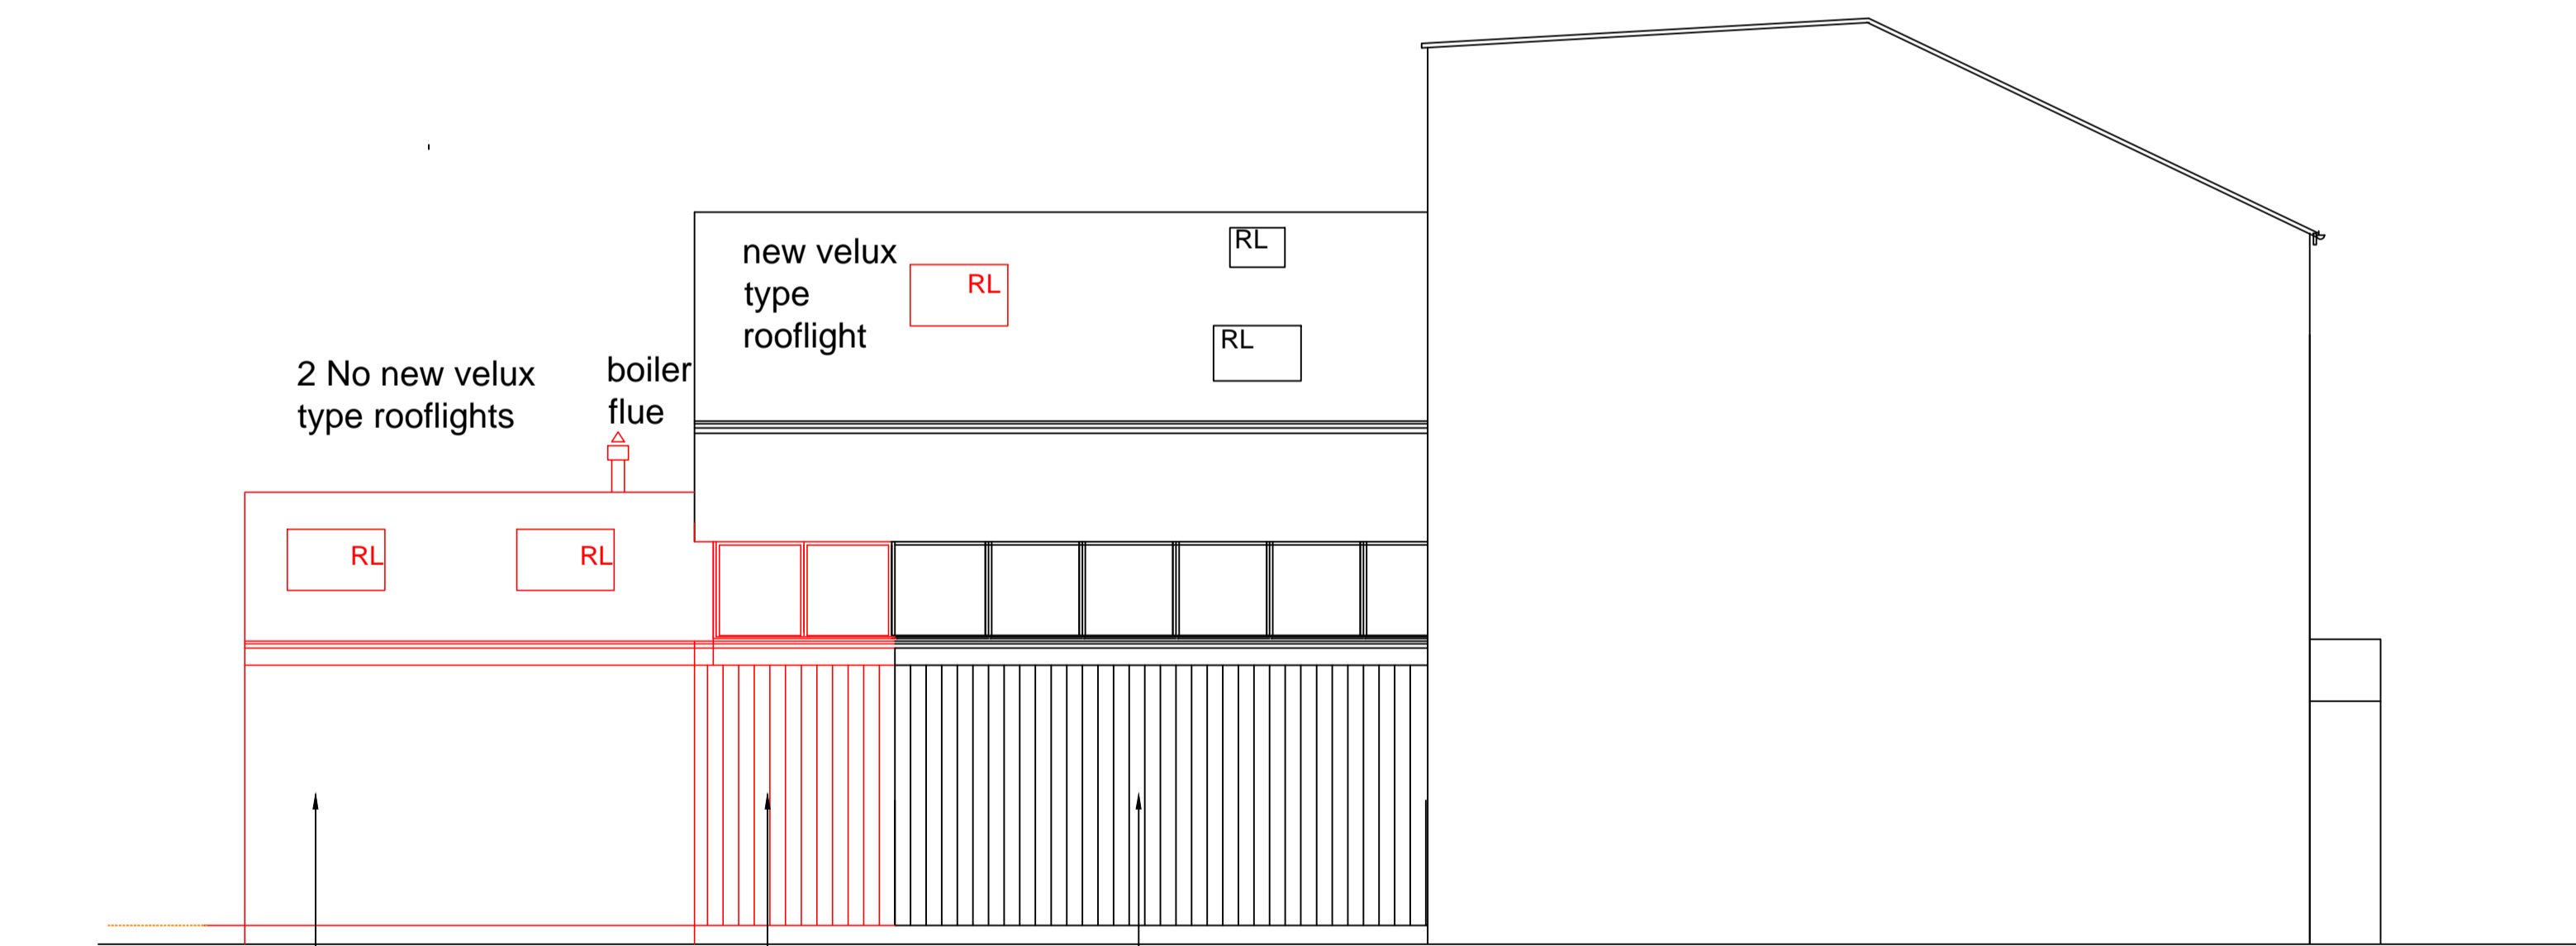 new velux
type
rooflight
RL
RL
RL
2 No new velux
type rooflights
boiler
flue
RL
RL